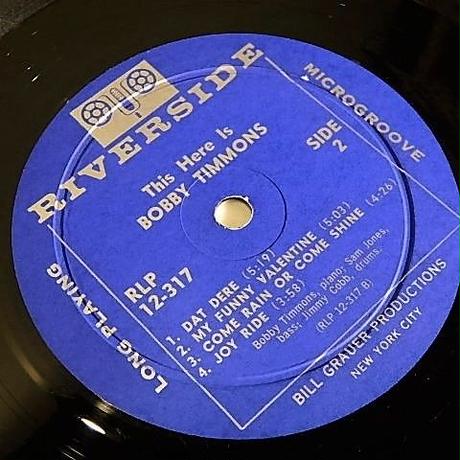 RIVERSIDE
This Here Is
BOBBY TIMMONS
SIDE
2
MICROGROOVE
LONG PLAYING
RLP
12-317
1. DAT DERE (5:19)
2. MY FUNNY VALENTINE (5:03)
3. COME RAIN OR COME SHINE (4:26)
4. JOY RIDE (3:58)
Bobby Timmons, piano; Sam Jones,
bass; Jimmy Cobb, drums.
(RLP 12-317 B)
BILL GRAUER PRODUCTIONS
NEW YORK CITY